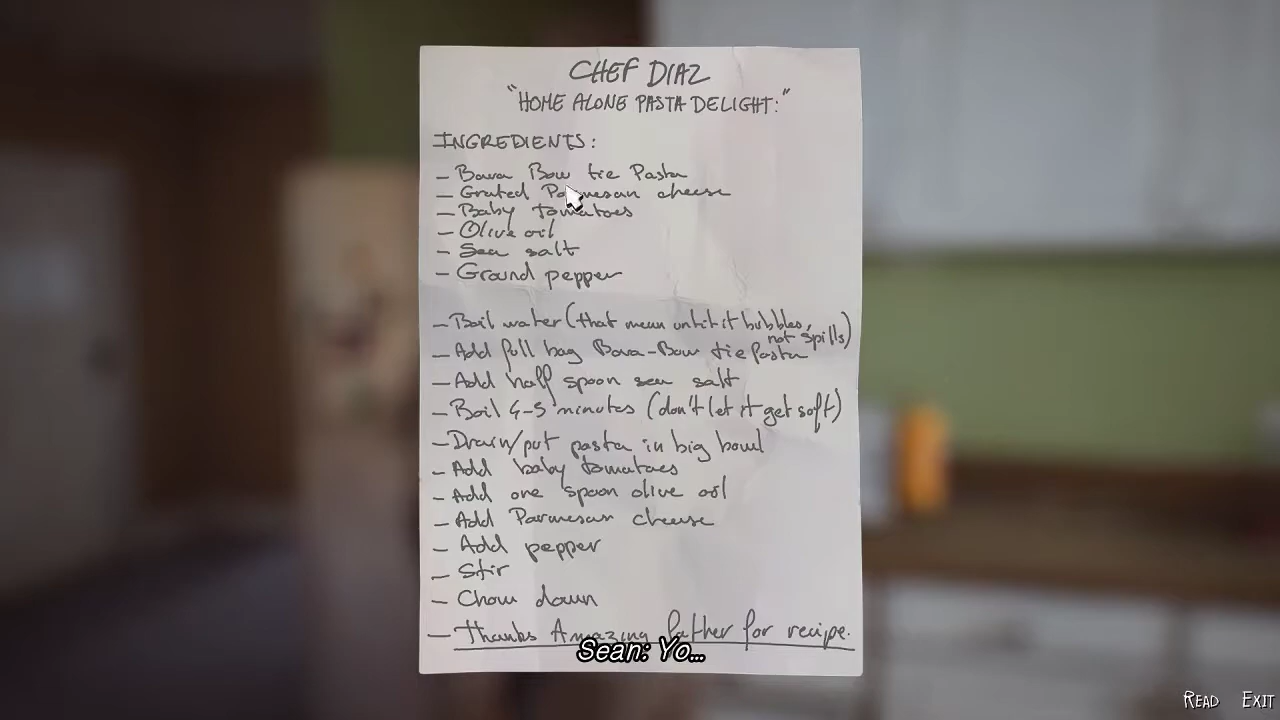 CHEF DIAZ
"HOME ALONE PASTA DELIGHT:"
INGREDIENTS:
- Bava Bow tie Pasta
- Grated Parmesan cheese
- Baby tomatoes
- Olive oil
- Sea salt
- Ground pepper
- Boil water (that mean until it bubbles, not spills)
- Add full bag Bava-Bow tie Pasta
- Add half spoon sea salt
- Boil 4-5 minutes (don't let it get soft)
- Drain/put pasta in big bowl
- Add baby tomatoes
- Add one spoon olive oil
- Add Parmesan cheese
- Add pepper
- Stir
- Chow down
- Thanks Amazing father for recipe.
Sean: Yo...
READ EXIT